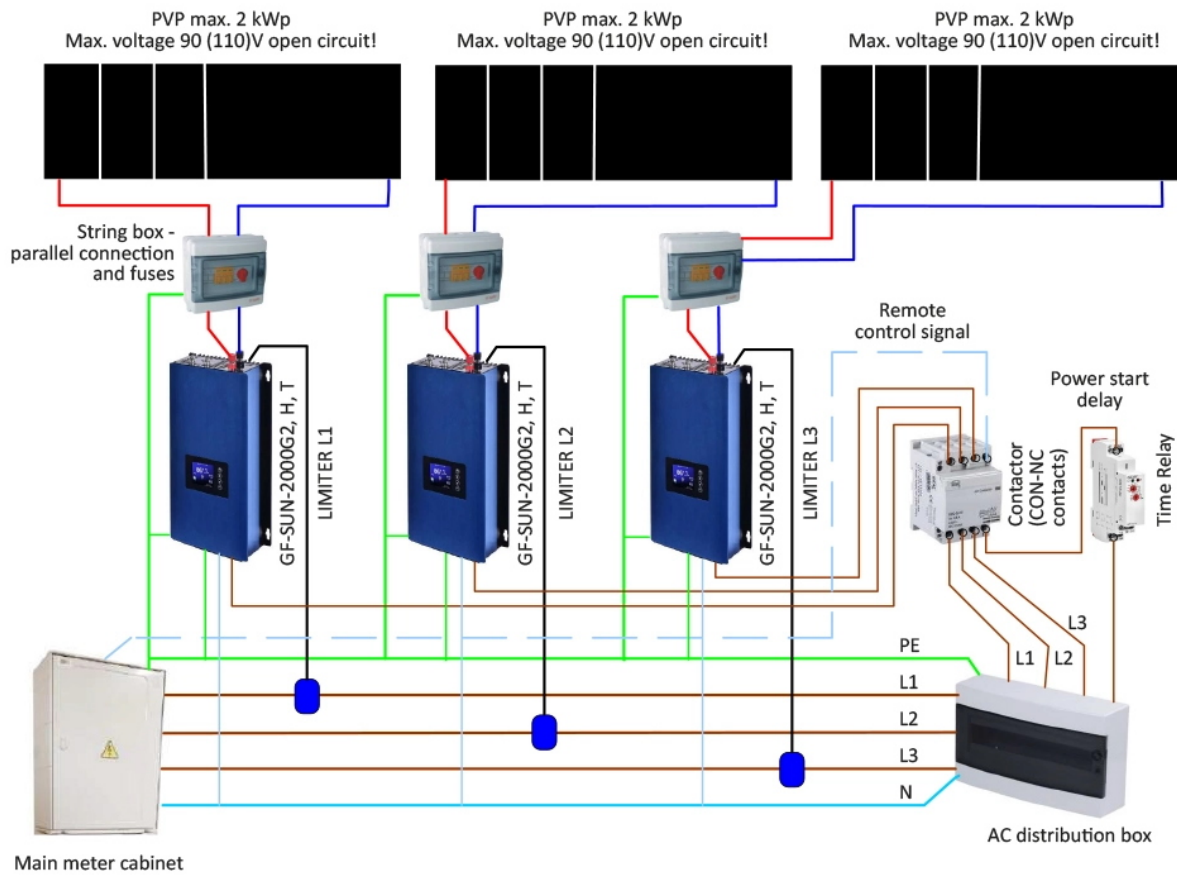 PVP max. 2 kWp
Max. voltage 90 (110)V open circuit!
PVP max. 2 kWp
Max. voltage 90 (110)V open circuit!
PVP max. 2 kWp
Max. voltage 90 (110)V open circuit!
String box -
parallel connection
and fuses
Remote
control signal
Power start
delay
GF-SUN-2000G2, H, T
LIMITER L1
GF-SUN-2000G2, H, T
LIMITER L2
GF-SUN-2000G2, H, T
LIMITER L3
Contactor
(CON-NC
contacts)
Time Relay
L3
L1
L2
PE
L1
L2
L3
N
AC distribution box
Main meter cabinet